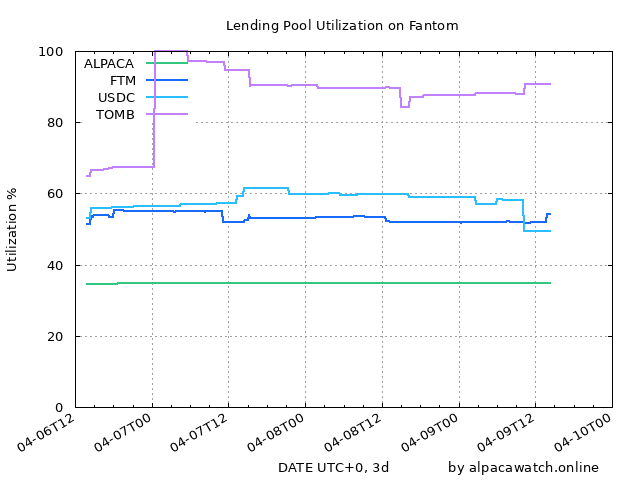 Lending Pool Utilization on Fantom
100
80
60
40
20
0
Utilization %
ALPACA
FTM
USDC
TOMB
04-06T12
04-07T00
04-07T12
04-08T00
04-08T12
04-09T00
04-09T12
04-10T00
DATE UTC+0, 3d
by alpacawatch.online